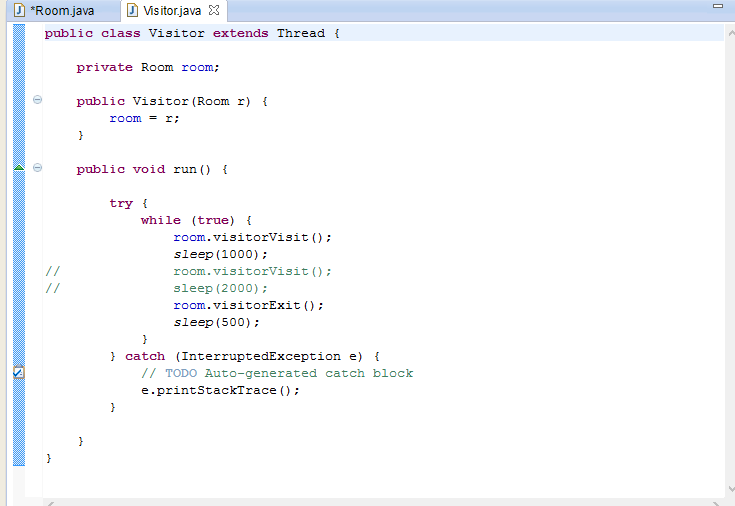 *Room.java Visitor.java
public class Visitor extends Thread {
private Room room;
public Visitor(Room r) {
room = r;
}
public void run() {
try {
while (true) {
room.visitorVisit();
sleep(1000);
// room.visitorVisit();
// sleep(2000);
room.visitorExit();
sleep(500);
}
} catch (InterruptedException e) {
// TODO Auto-generated catch block
e.printStackTrace();
}
}
}